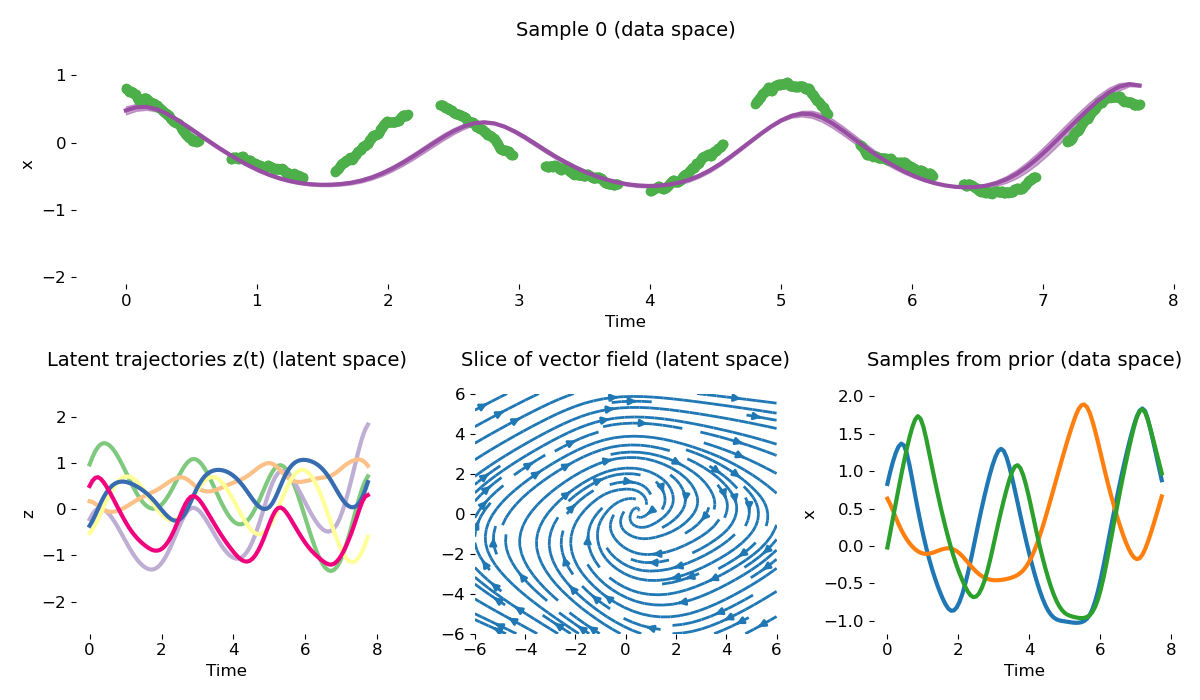 Sample 0 (data space)
1
0
−1
−2
x
0 1 2 3 4 5 6 7 8
Time
Latent trajectories z(t) (latent space)
2
1
0
−1
−2
z
0 2 4 6 8
Time
Slice of vector field (latent space)
6
4
2
0
−2
−4
−6
−6 −4 −2 0 2 4 6
Samples from prior (data space)
2.0
1.5
1.0
0.5
0.0
−0.5
−1.0
x
0 2 4 6 8
Time